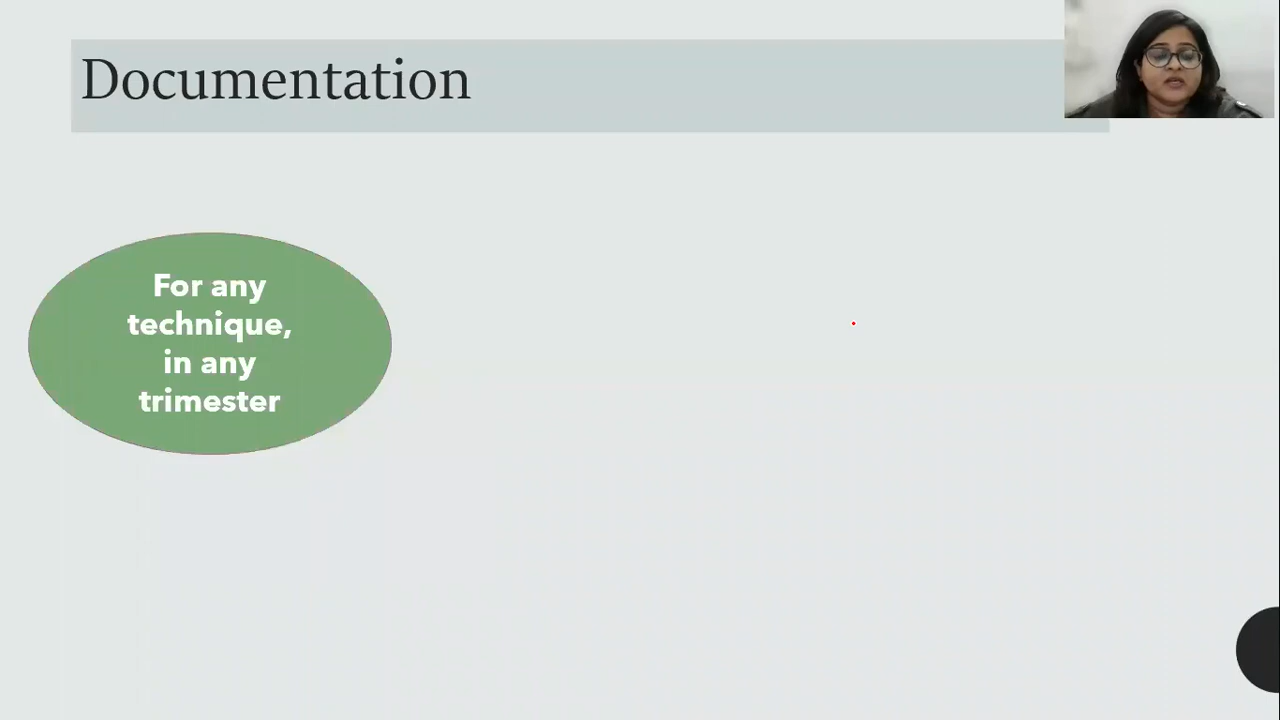 Documentation
For any
technique,
in any
trimester